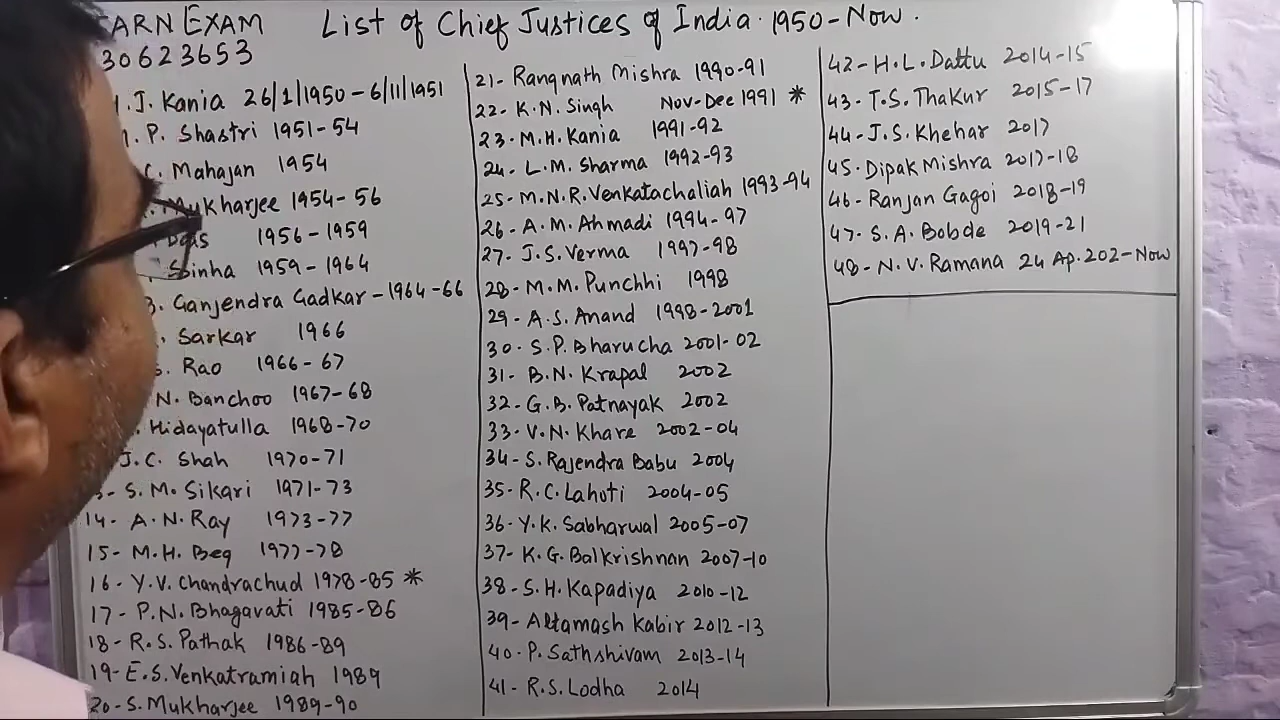 ARN EXAM
List of Chief Justices of India. 1950-Now.
30623653
.J. Kania 26/1/1950-6/11/1951
. P. Shastri 1951-54
C. Mahajan 1954
Mukharjee 1954-56
Das 1956-1959
Sinha 1959-1964
B. Ganjendra Gadkar-1964-66
Sarkar 1966
Rao 1966-67
N. Banchoo 1967-68
. Hidayatulla 1968-70
J.C. Shah 1970-71
3- S.M. Sikari 1971-73
14- A.N. Ray 1973-77
15- M.H. Beg 1977-78
16- Y.V. Chandrachud 1978-85 *
17- P.N. Bhagavati 1985-86
18- R.S. Pathak 1986-89
19- E.S. Venkatramiah 1989
20- S. Mukharjee 1989-90
21- Rangnath Mishra 1990-91
22- K.N. Singh Nov-Dec 1991 *
23- M.H. Kania 1991-92
24- L.M. Sharma 1992-93
25- M.N.R. Venkatachaliah 1993-94
26- A.M. Ahmadi 1994-97
27- J.S. Verma 1997-98
28- M.M. Punchhi 1998
29- A.S. Anand 1998-2001
30- S.P. Bharucha 2001-02
31- B.N. Krapal 2002
32- G.B. Patnayak 2002
33- V.N. Khare 2002-04
34- S. Rajendra Babu 2004
35- R.C. Lahoti 2004-05
36- Y.K. Sabharwal 2005-07
37- K.G. Balkrishnan 2007-10
38- S.H. Kapadiya 2010-12
39- Altamash Kabir 2012-13
40- P. Sathshivam 2013-14
41- R.S. Lodha 2014
42- H.L. Dattu 2014-15
43- T.S. Thakur 2015-17
44- J.S. Khehar 2017
45- Dipak Mishra 2017-18
46- Ranjan Gagoi 2018-19
47- S.A. Bobde 2019-21
48- N.V. Ramana 24 Ap. 202-Now